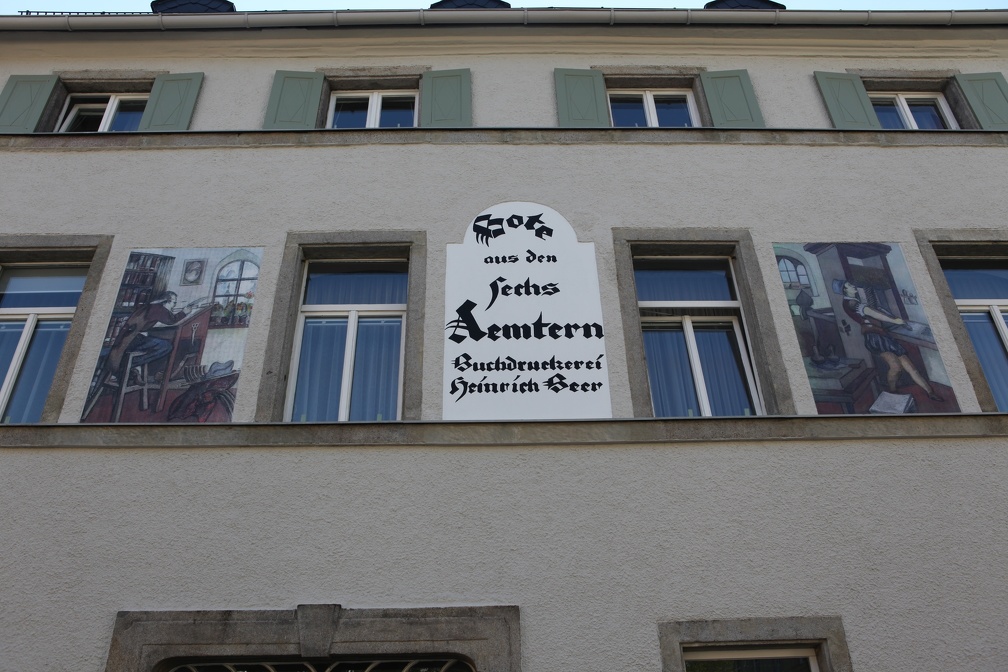 Bote
aus den
sechs
Aemtern
Buchdruckerei
Heinrich Beer